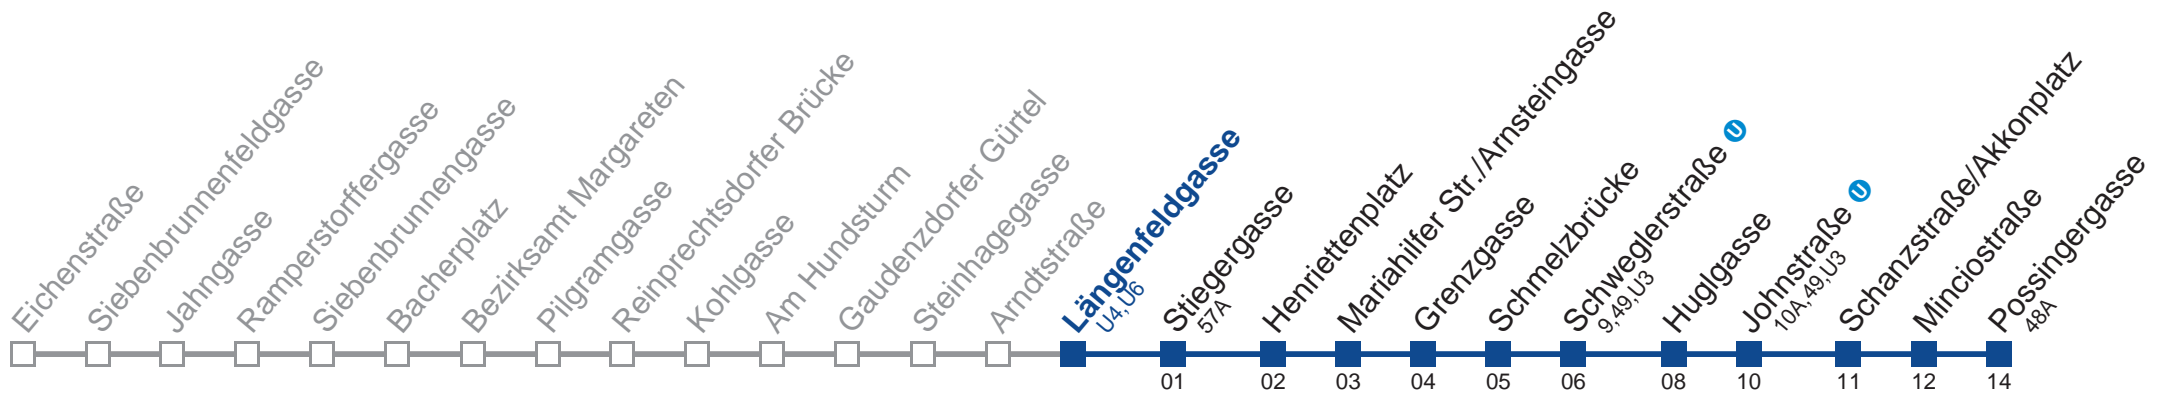 Eichenstraße
Siebenbrunnenfeldgasse
Jahngasse
Ramperstorffergasse
Siebenbrunnengasse
Bacherplatz
Bezirksamt Margareten
Pilgramgasse
Reinprechtsdorfer Brücke
Kohlgasse
Am Hundsturm
Gaudenzdorfer Gürtel
Steinhagegasse
Arndtstraße
Längenfeldgasse
U4,U6
Stiegergasse
57A
Henriettenplatz
Mariahilfer Str./Arnsteingasse
Grenzgasse
Schmelzbrücke
Schweglerstraße U
9,49,U3
Huglgasse
Johnstraße U
10A,49,U3
Schanzstraße/Akkonplatz
Minciostraße
Possingergasse
48A
01 02 03 04 05 06 08 10 11 12 14